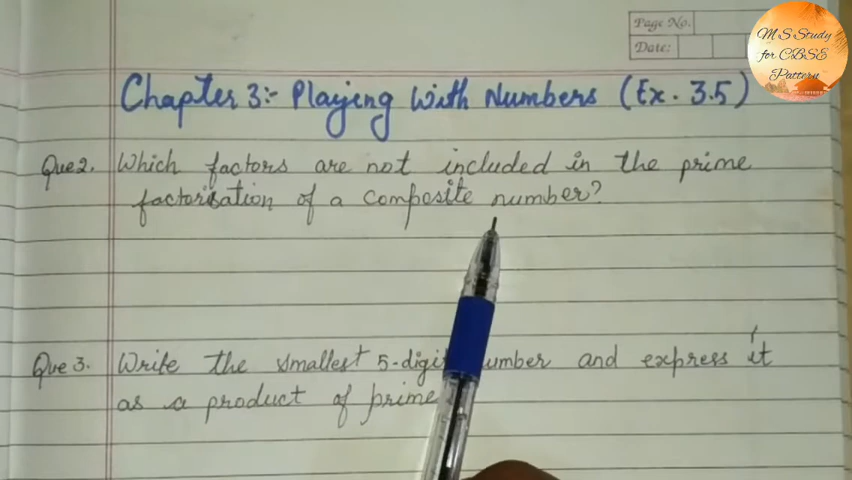 Page No.
Date:
M S Study
for CBSE
Pattern
Chapter 3:- Playing With Numbers (Ex. 3.5)
Que 2. Which factors are not included in the prime
factorisation of a composite number?
Que 3. Write the smallest 5-digit number and express it
as a product of prime